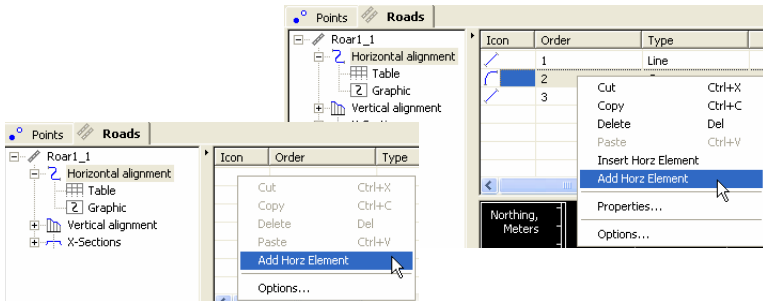 Points Roads
Roar1_1
Horizontal alignment
Table
Graphic
Vertical alignment
Icon Order Type
1 Line
2
3
Cut Ctrl+X
Copy Ctrl+C
Delete Del
Paste Ctrl+V
Insert Horz Element
Add Horz Element
Properties...
Options...
Northing,
Meters
Points Roads
Roar1_1
Horizontal alignment
Table
Graphic
Vertical alignment
X-Sections
Icon Order Type
Cut Ctrl+X
Copy Ctrl+C
Delete Del
Paste Ctrl+V
Add Horz Element
Options...